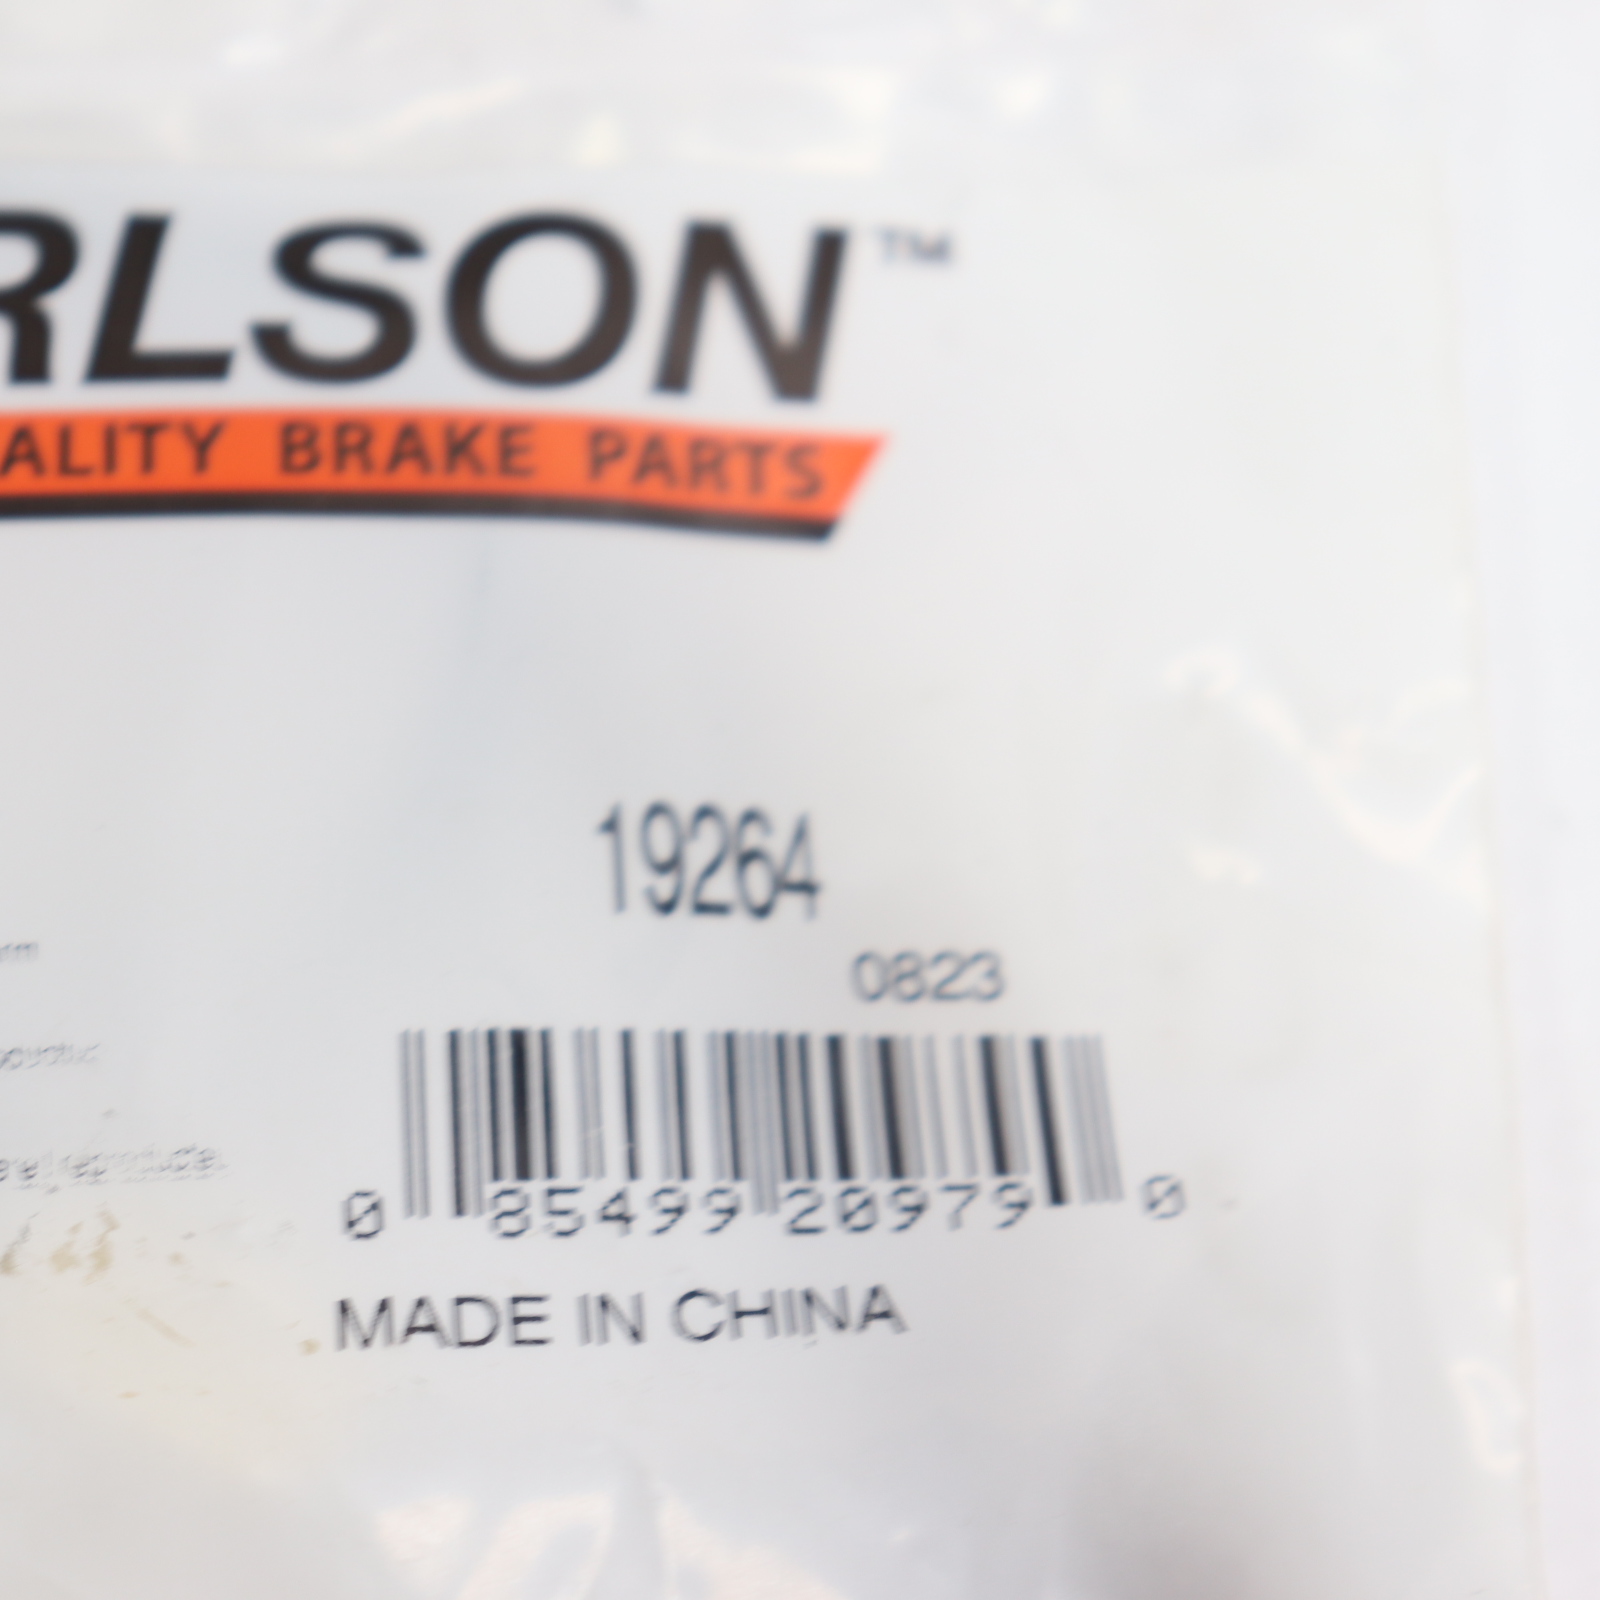 RLSON™
ALITY BRAKE PARTS
19264
0823
0 85499 20979 0
MADE IN CHINA